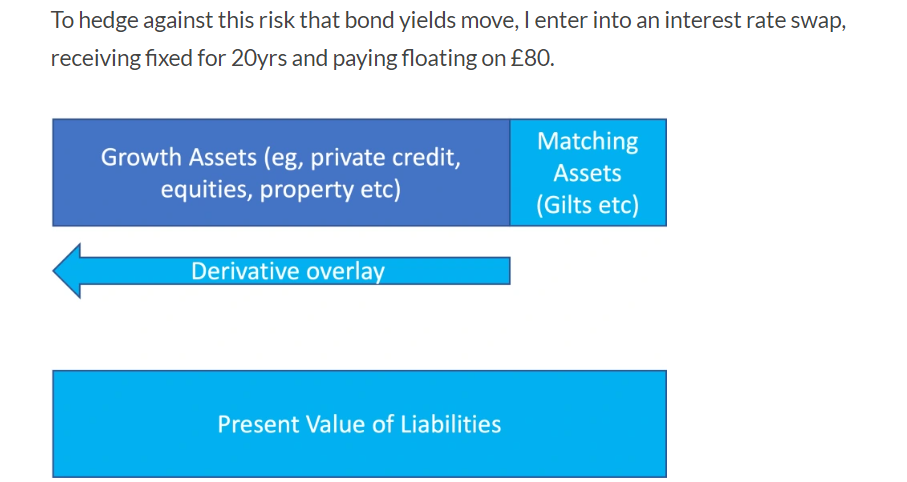 To hedge against this risk that bond yields move, I enter into an interest rate swap,
receiving fixed for 20yrs and paying floating on £80.
Growth Assets (eg, private credit,
equities, property etc)
Matching
Assets
(Gilts etc)
Derivative overlay
Present Value of Liabilities